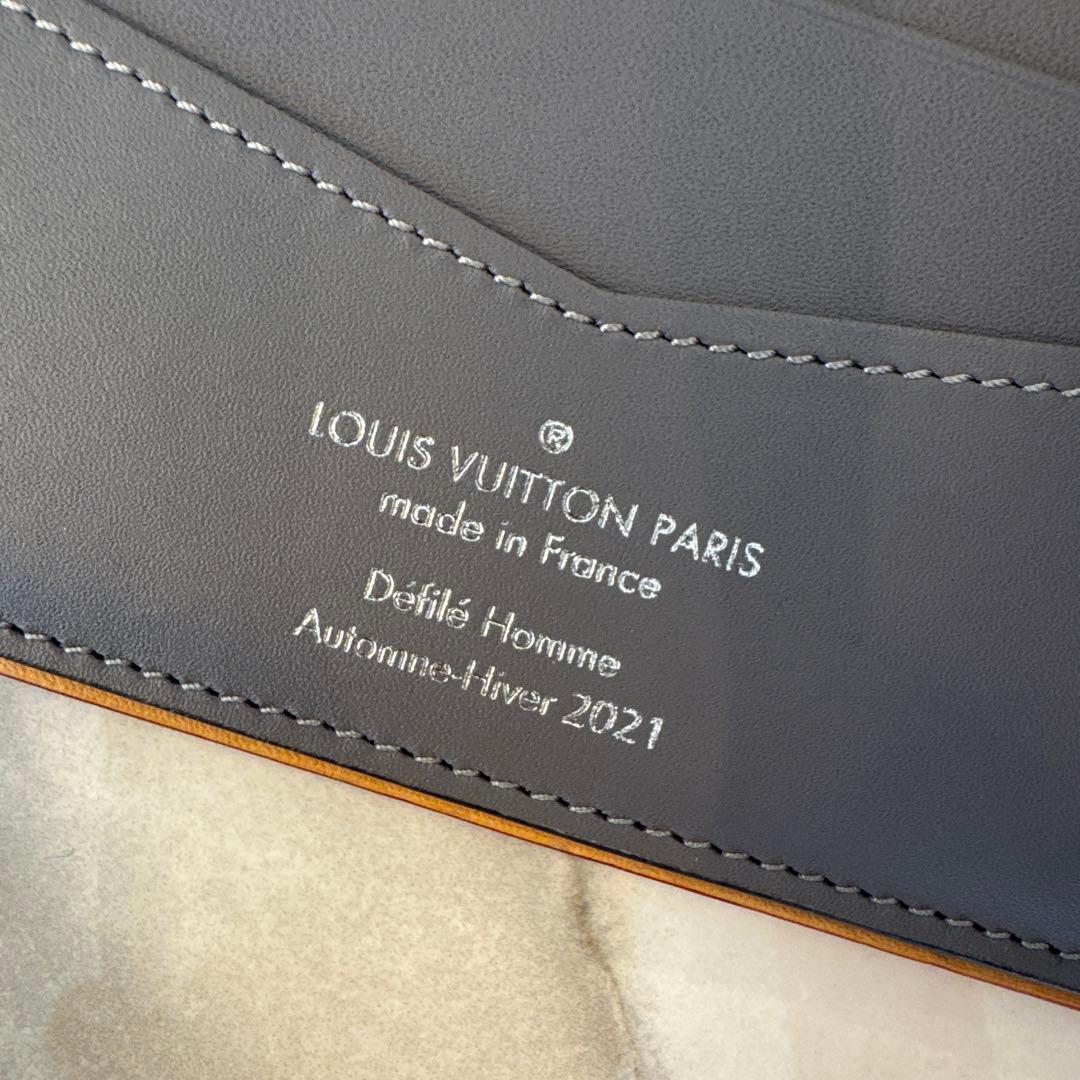 ®
LOUIS VUITTON PARIS
made in France
Défilé Homme
Automne-Hiver 2021